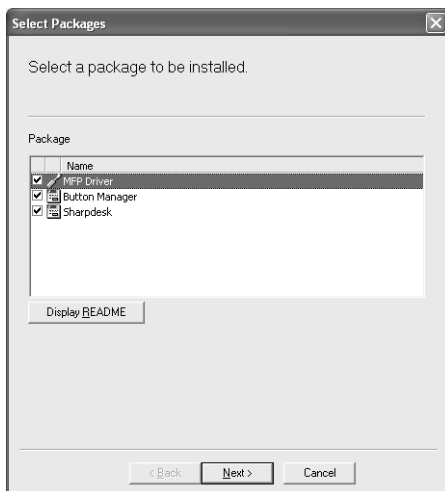 Select Packages
Select a package to be installed.
Package
Name
MFP Driver
Button Manager
Sharpdesk
Display README
< Back Next > Cancel